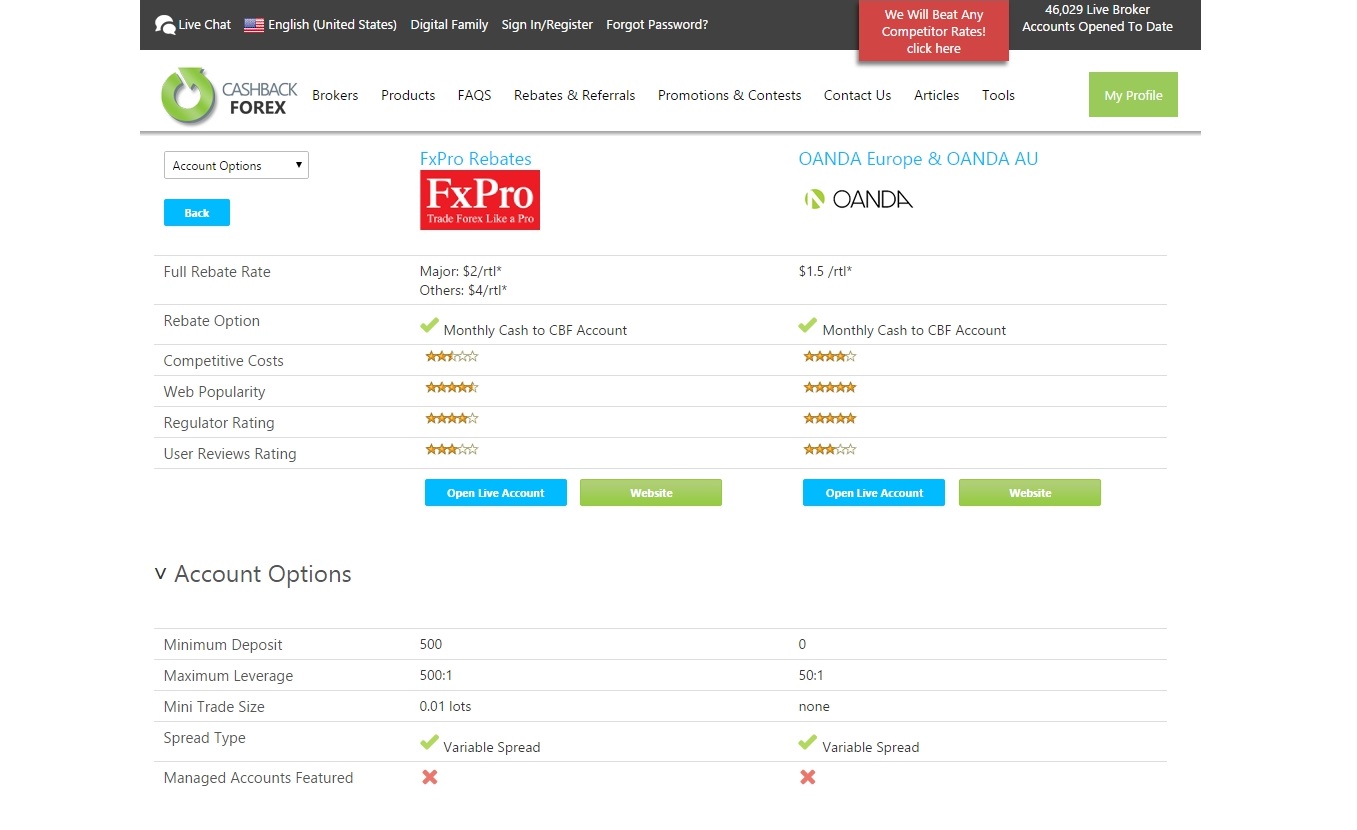 Live Chat English (United States) Digital Family Sign In/Register Forgot Password?
We Will Beat Any
Competitor Rates!
click here
46,029 Live Broker
Accounts Opened To Date
CASHBACK
FOREX
Brokers Products FAQS Rebates & Referrals Promotions & Contests Contact Us Articles Tools
My Profile
Account Options
Back
FxPro Rebates
FxPro
Trade Forex Like a Pro
OANDA Europe & OANDA AU
OANDA
Full Rebate Rate Major: $2/rtl* $1.5 /rtl*
Others: $4/rtl*
Rebate Option Monthly Cash to CBF Account Monthly Cash to CBF Account
Competitive Costs
Web Popularity
Regulator Rating
User Reviews Rating
Open Live Account Website Open Live Account Website
v Account Options
Minimum Deposit 500 0
Maximum Leverage 500:1 50:1
Mini Trade Size 0.01 lots none
Spread Type Variable Spread Variable Spread
Managed Accounts Featured